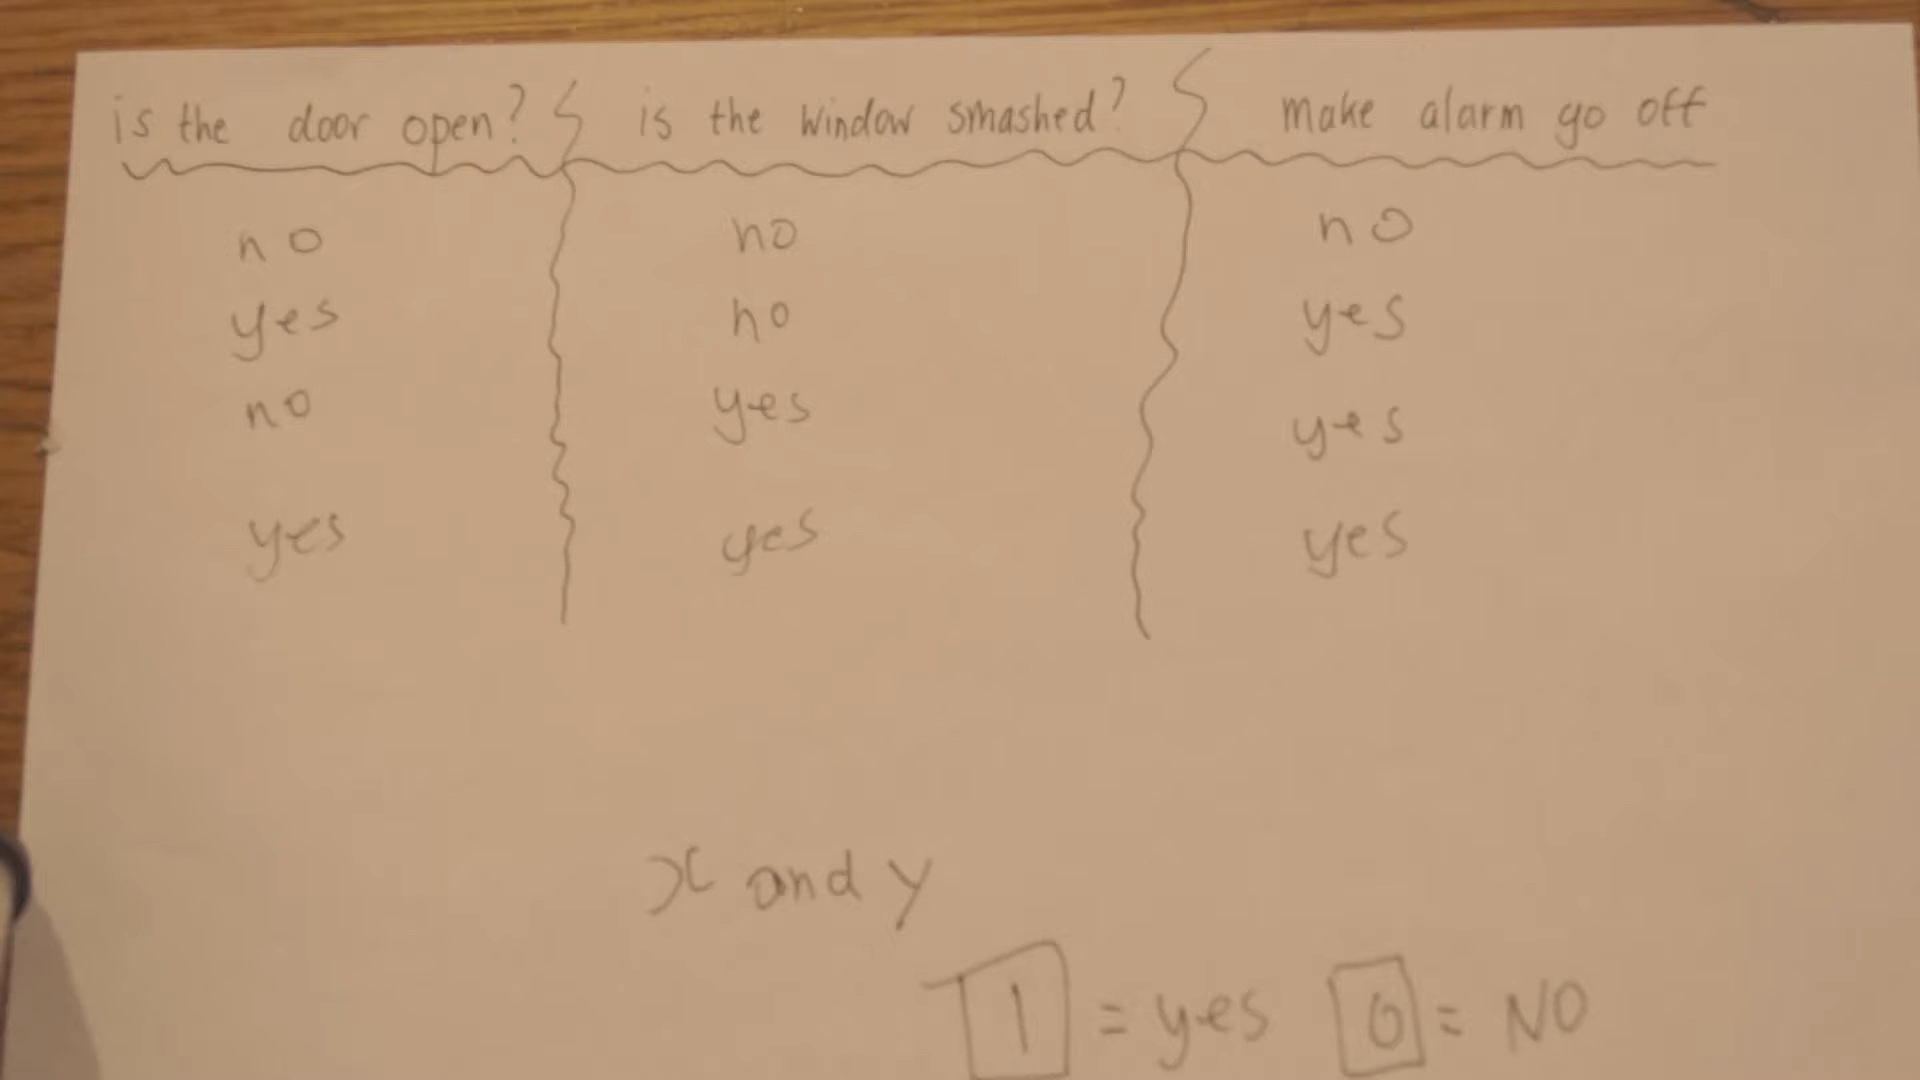 is the door open? is the window smashed? make alarm go off
no no no
yes no yes
no yes yes
yes yes yes
x and y
1 = yes 0 = NO